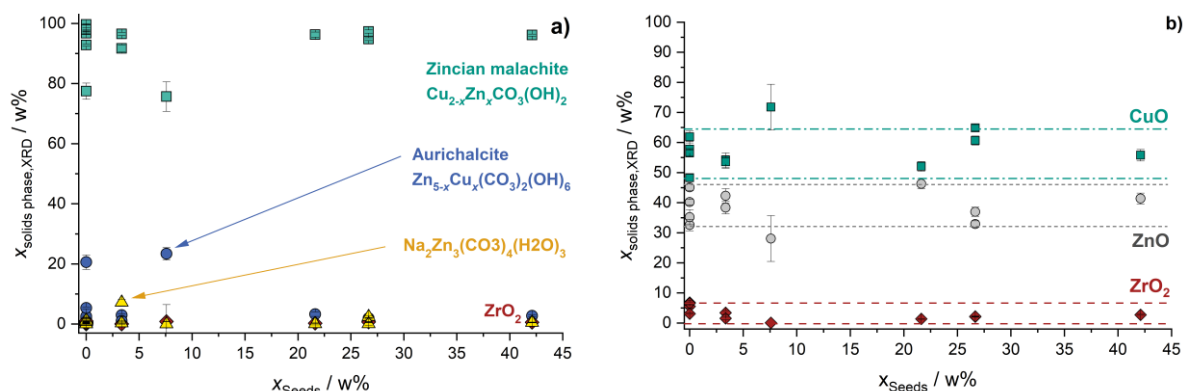 a)
100
80
60
40
20
0
x solids phase,XRD / w%
Zincian malachite
Cu2-xZnxCO3(OH)2
Aurichalcite
Zn5-xCux(CO3)2(OH)6
Na2Zn3(CO3)4(H2O)3
ZrO2
0 5 10 15 20 25 30 35 40 45
xSeeds / w%
b)
100
90
80
70
60
50
40
30
20
10
0
x solids phase,XRD / w%
CuO
ZnO
ZrO2
0 5 10 15 20 25 30 35 40 45
xSeeds / w%